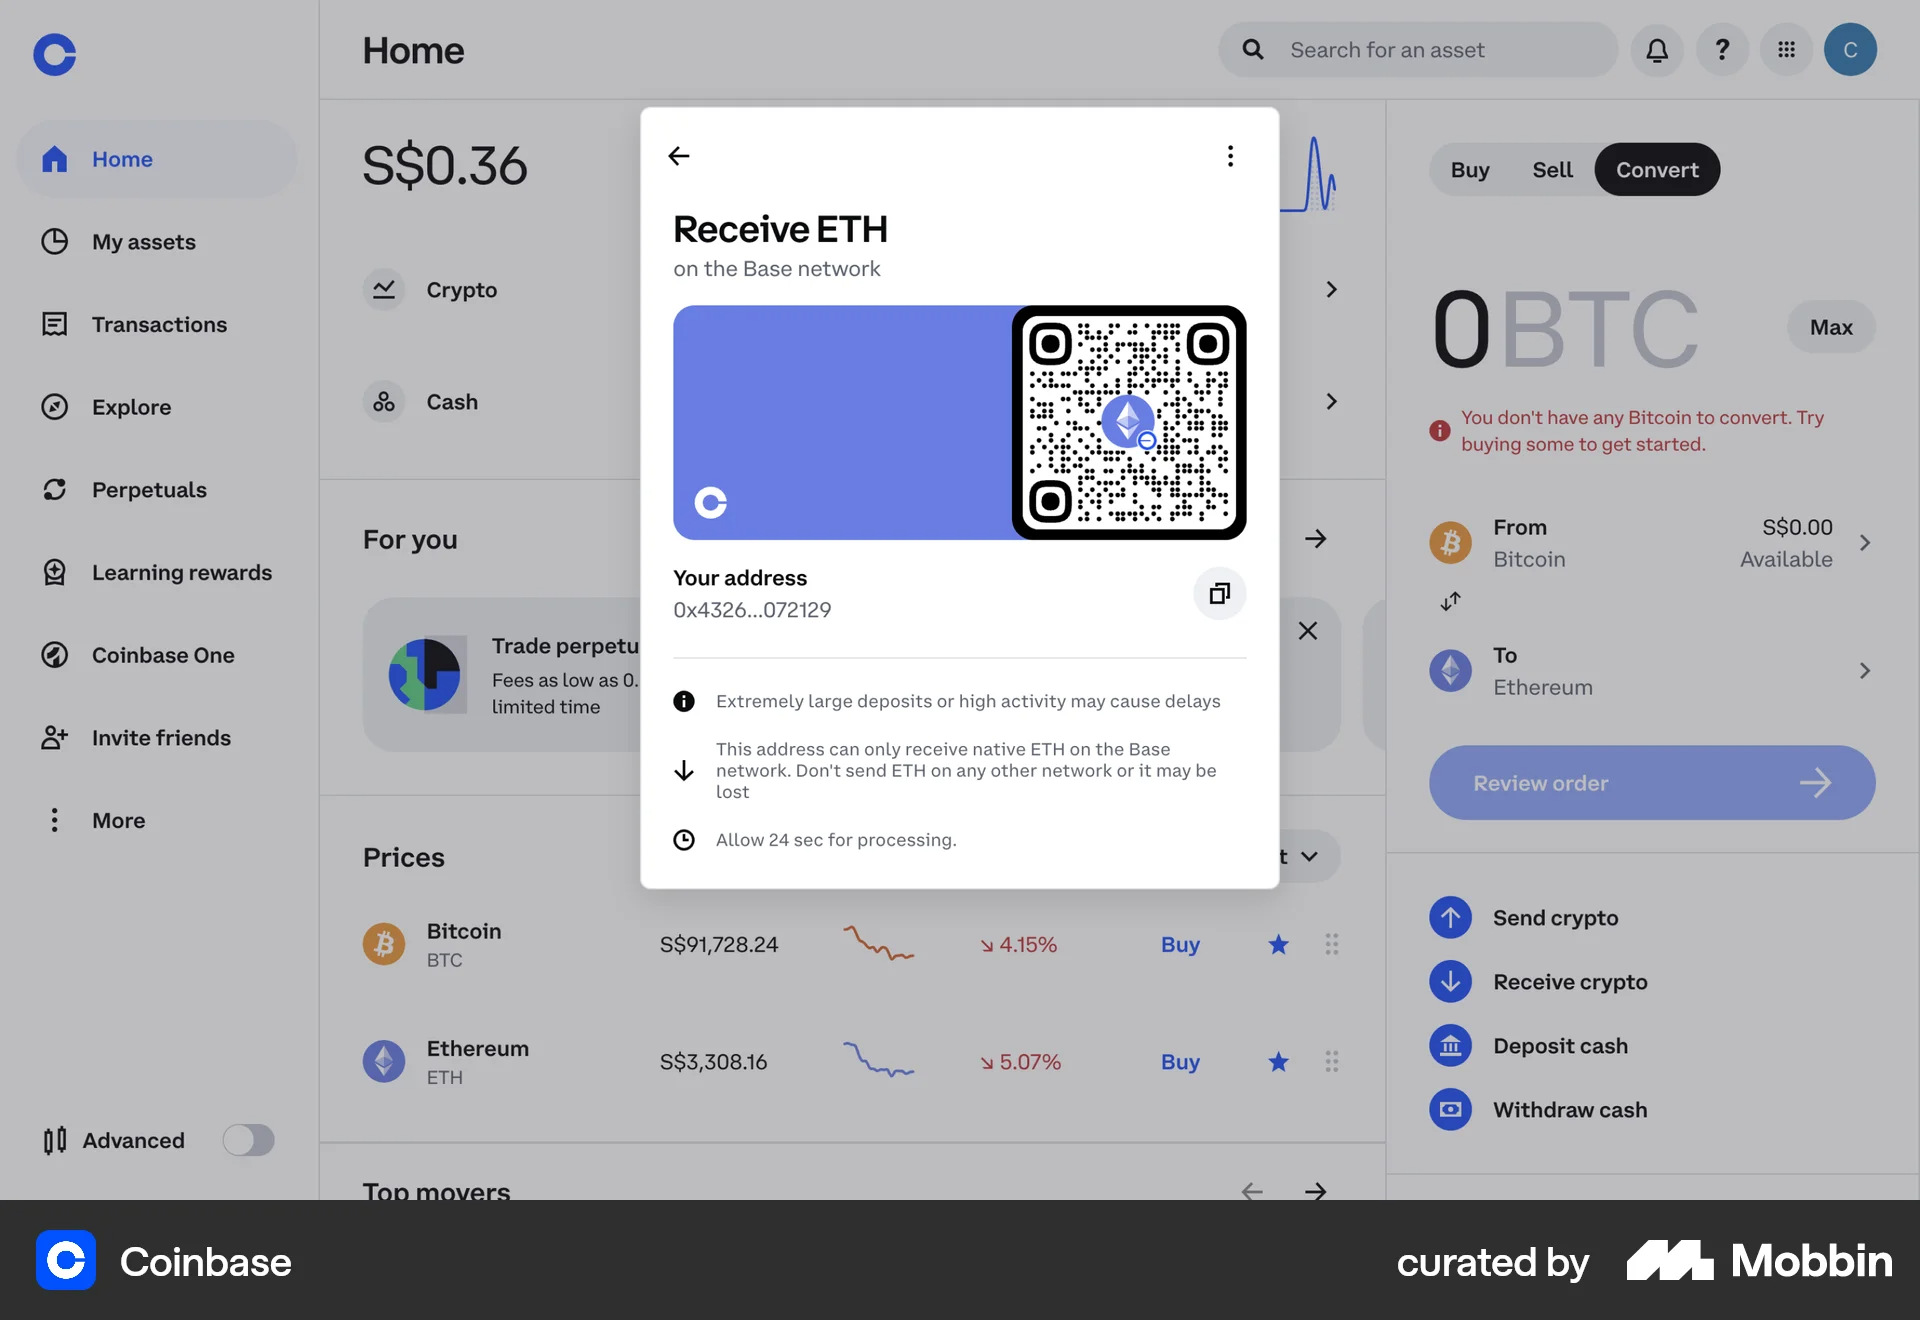 Home
Search for an asset
C
Home
My assets
Transactions
Explore
Perpetuals
Learning rewards
Coinbase One
Invite friends
More
Advanced
S$0.36
Crypto
Cash
For you
Trade perpetu
Fees as low as 0.
limited time
Prices
t
Bitcoin
BTC
S$91,728.24
4.15%
Buy
Ethereum
ETH
S$3,308.16
5.07%
Buy
Top movers
Receive ETH
on the Base network
Your address
0x4326...072129
Extremely large deposits or high activity may cause delays
This address can only receive native ETH on the Base
network. Don't send ETH on any other network or it may be
lost
Allow 24 sec for processing.
Buy Sell Convert
0BTC
Max
You don't have any Bitcoin to convert. Try
buying some to get started.
From
Bitcoin
S$0.00
Available
To
Ethereum
Review order
Send crypto
Receive crypto
Deposit cash
Withdraw cash
Coinbase
curated by Mobbin